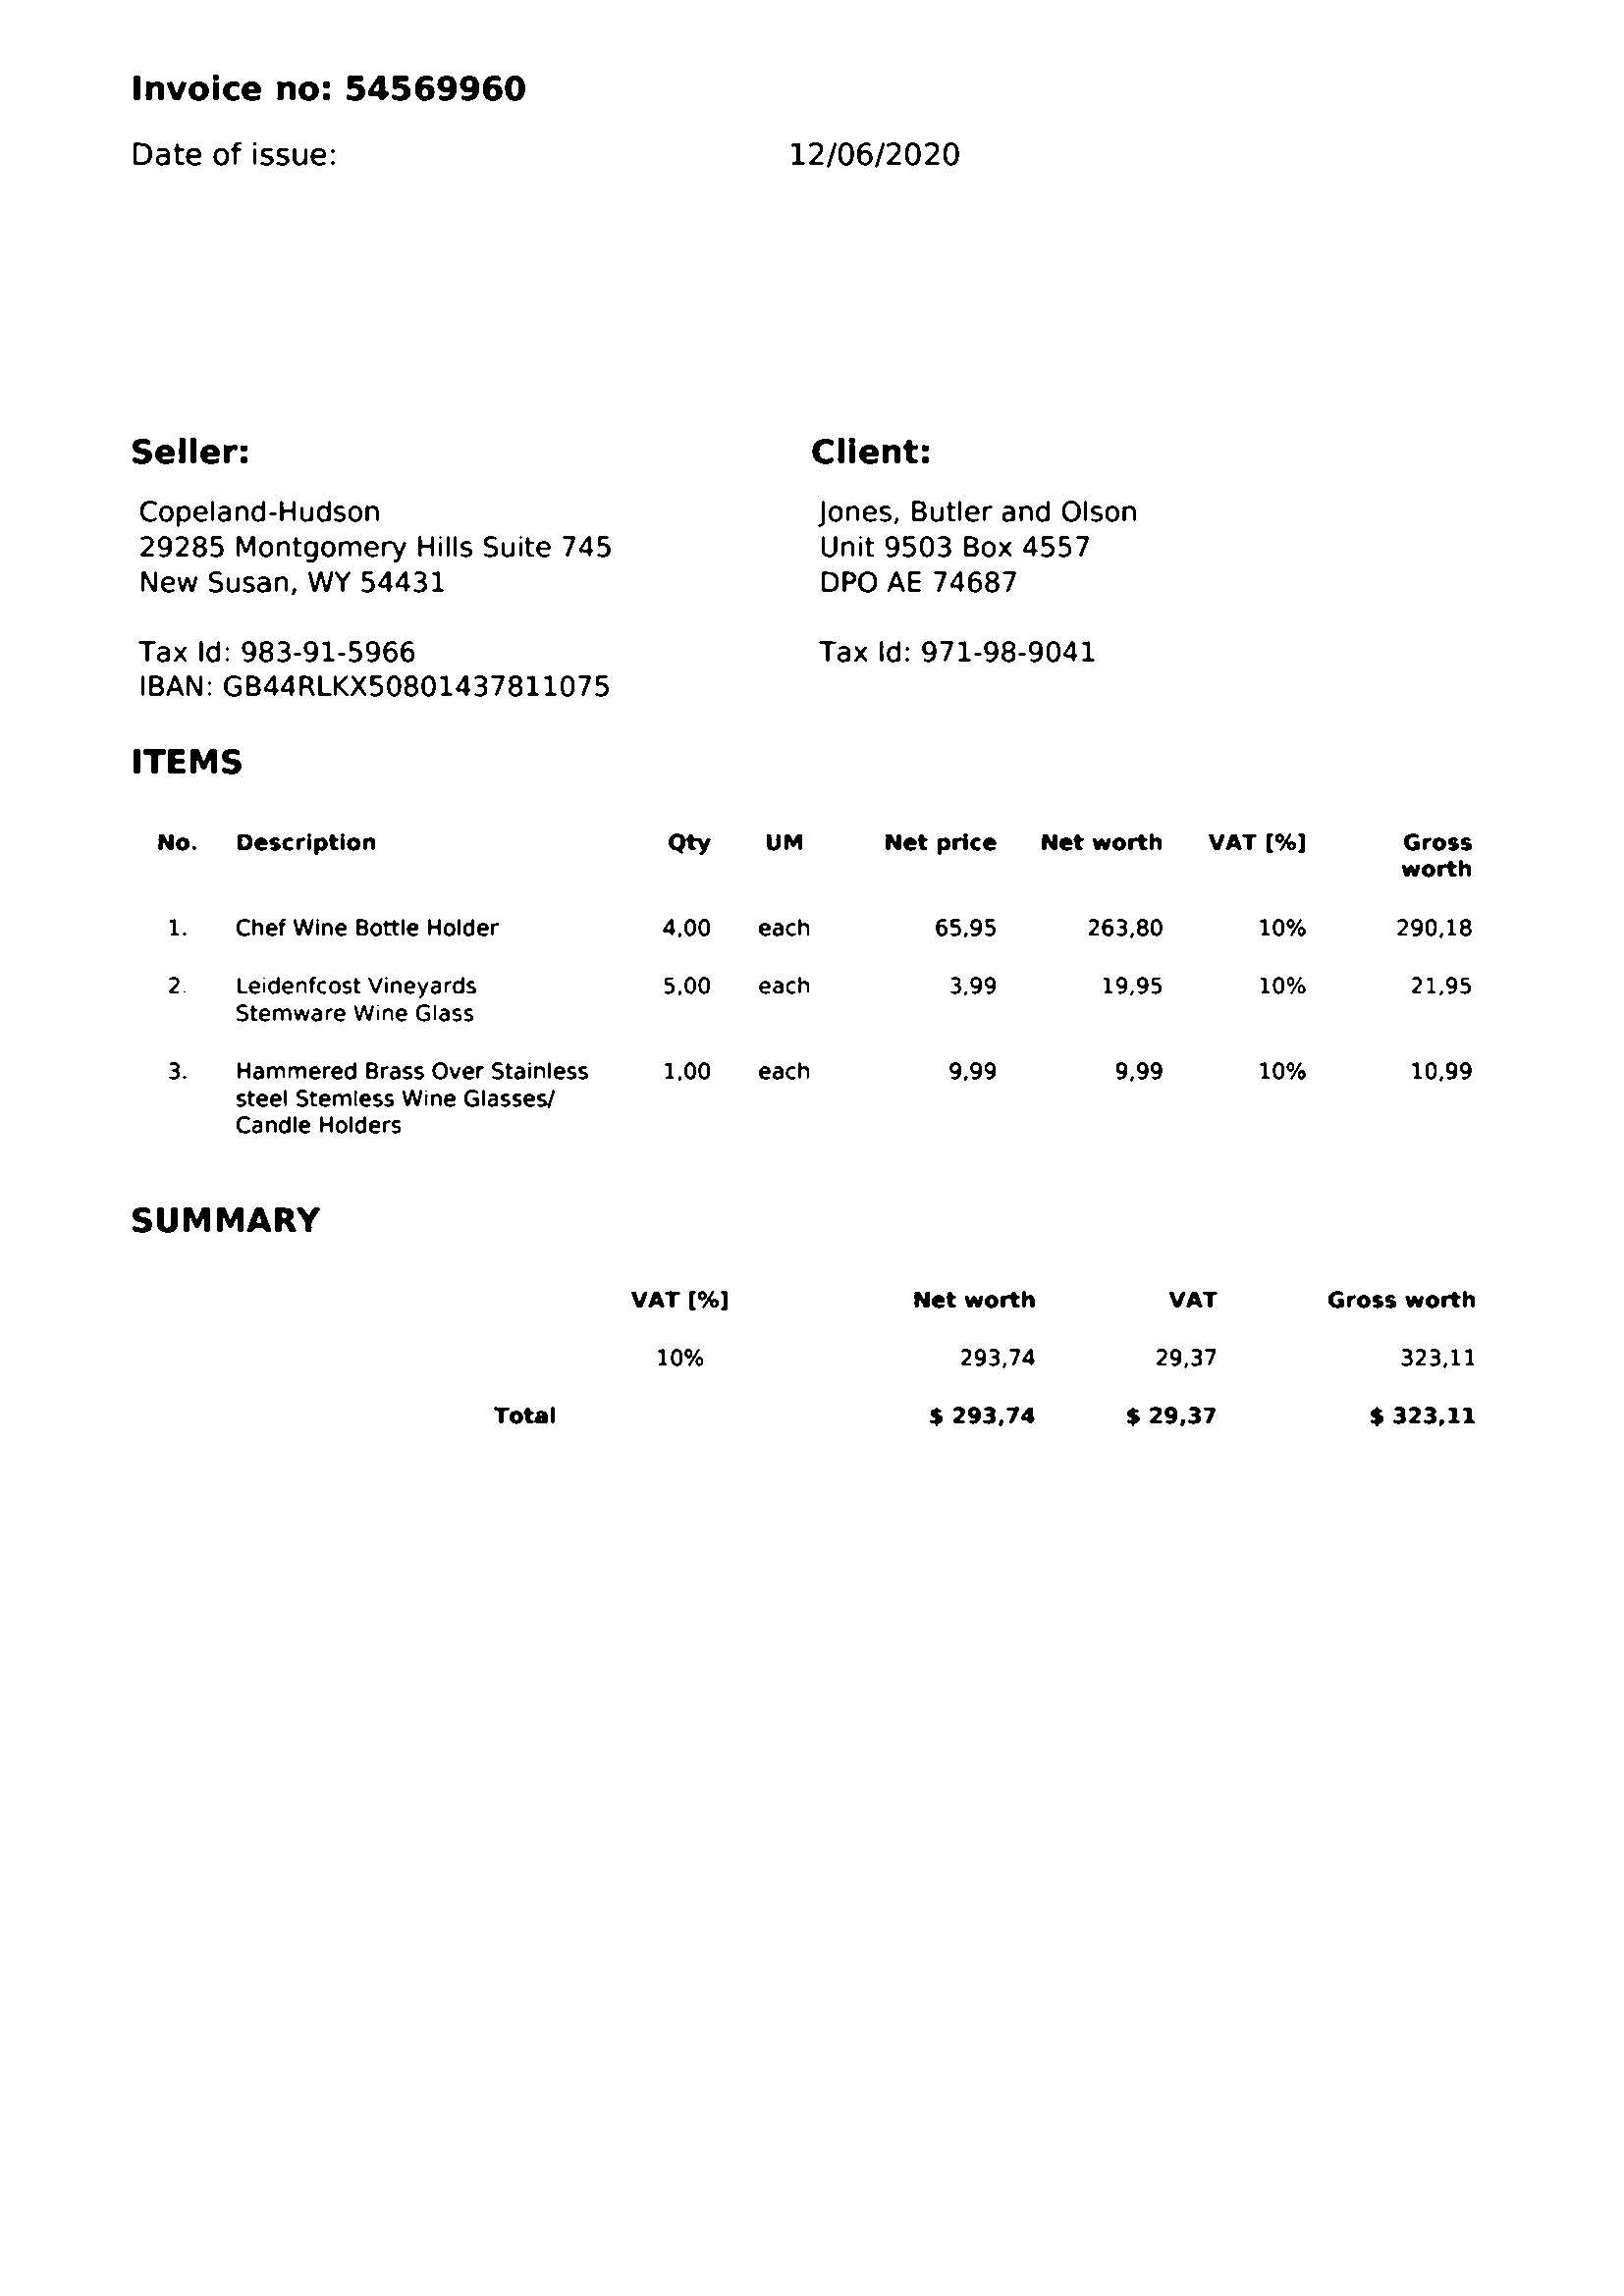 Invoice no: 54569960
Date of issue: 12/06/2020
Seller:
Copeland-Hudson
29285 Montgomery Hills Suite 745
New Susan, WY 54431
Tax Id: 983-91-5966
IBAN: GB44RLKX50801437811075
Client:
Jones, Butler and Olson
Unit 9503 Box 4557
DPO AE 74687
Tax Id: 971-98-9041
ITEMS
No. Description Qty UM Net price Net worth VAT [%] Gross
worth
1. Chef Wine Bottle Holder 4,00 each 65,95 263,80 10% 290,18
2. Leidenfcost Vineyards 5,00 each 3,99 19,95 10% 21,95
Stemware Wine Glass
3. Hammered Brass Over Stainless 1,00 each 9,99 9,99 10% 10,99
steel Stemless Wine Glasses/
Candle Holders
SUMMARY
VAT [%] Net worth VAT Gross worth
10% 293,74 29,37 323,11
Total $ 293,74 $ 29,37 $ 323,11